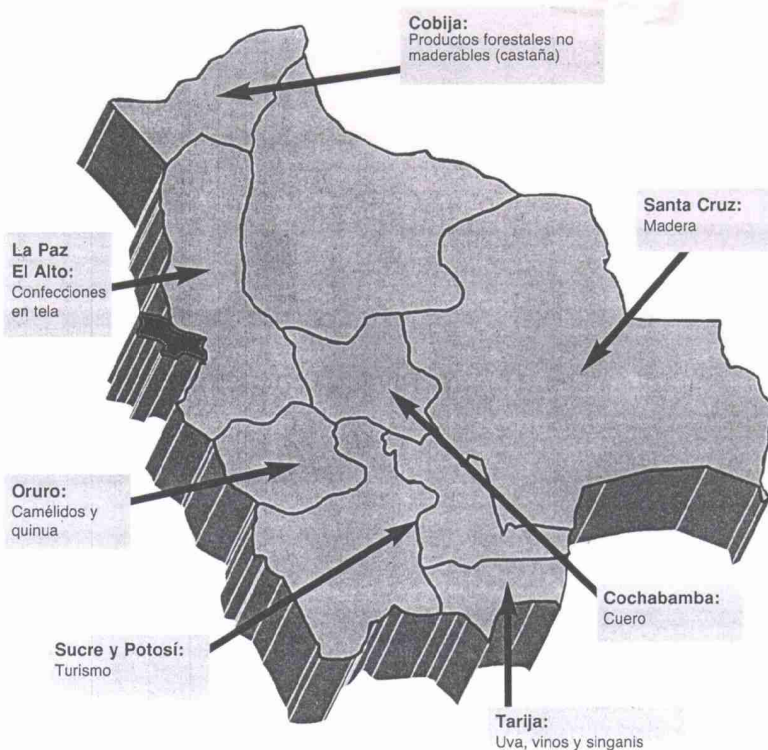 Cobija:
Productos forestales no
maderables (castaña)
Santa Cruz:
Madera
La Paz
El Alto:
Confecciones
en tela
Oruro:
Camélidos y
quinua
Cochabamba:
Cuero
Sucre y Potosí:
Turismo
Tarija:
Uva, vinos y singanis